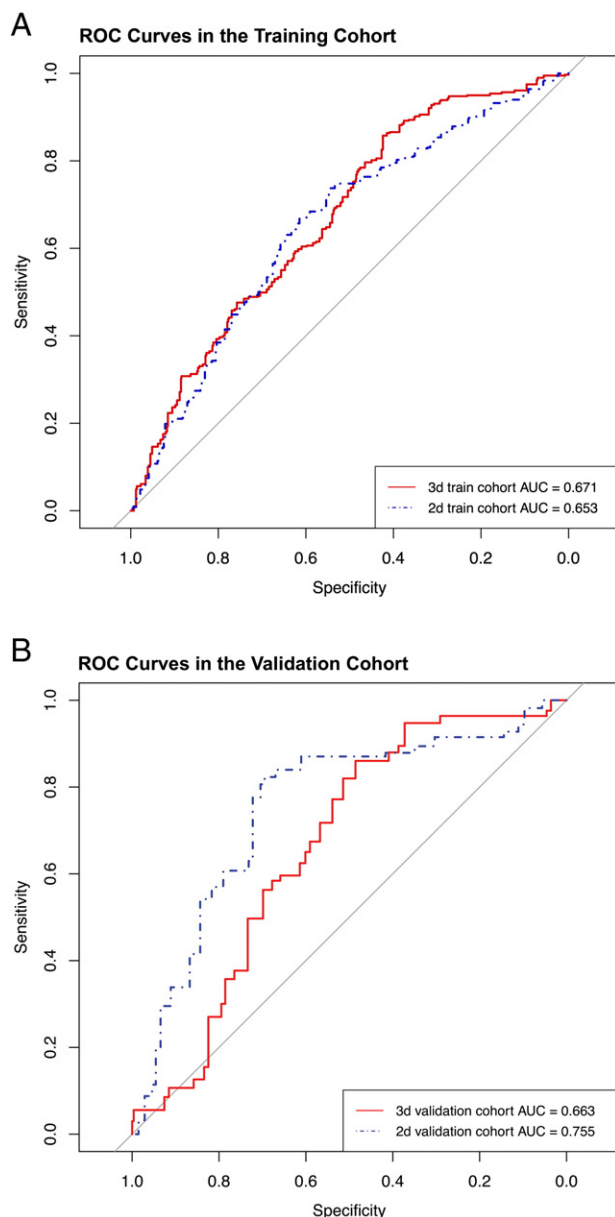 A
ROC Curves in the Training Cohort
1.0
0.8
0.6
0.4
0.2
0.0
Sensitivity
3d train cohort AUC = 0.671
2d train cohort AUC = 0.653
1.0 0.8 0.6 0.4 0.2 0.0
Specificity
B
ROC Curves in the Validation Cohort
1.0
0.8
0.6
0.4
0.2
0.0
Sensitivity
3d validation cohort AUC = 0.663
2d validation cohort AUC = 0.755
1.0 0.8 0.6 0.4 0.2 0.0
Specificity